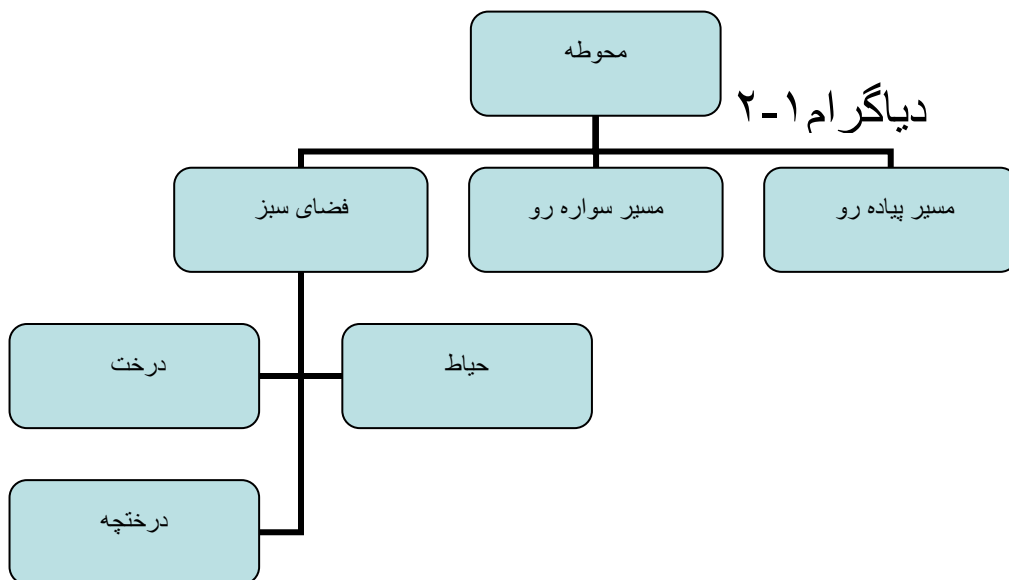 محوطه
دیاگرام۱-۲
مسیر پیاده رو
مسیر سواره رو
فضای سبز
حیاط
درخت
درختچه